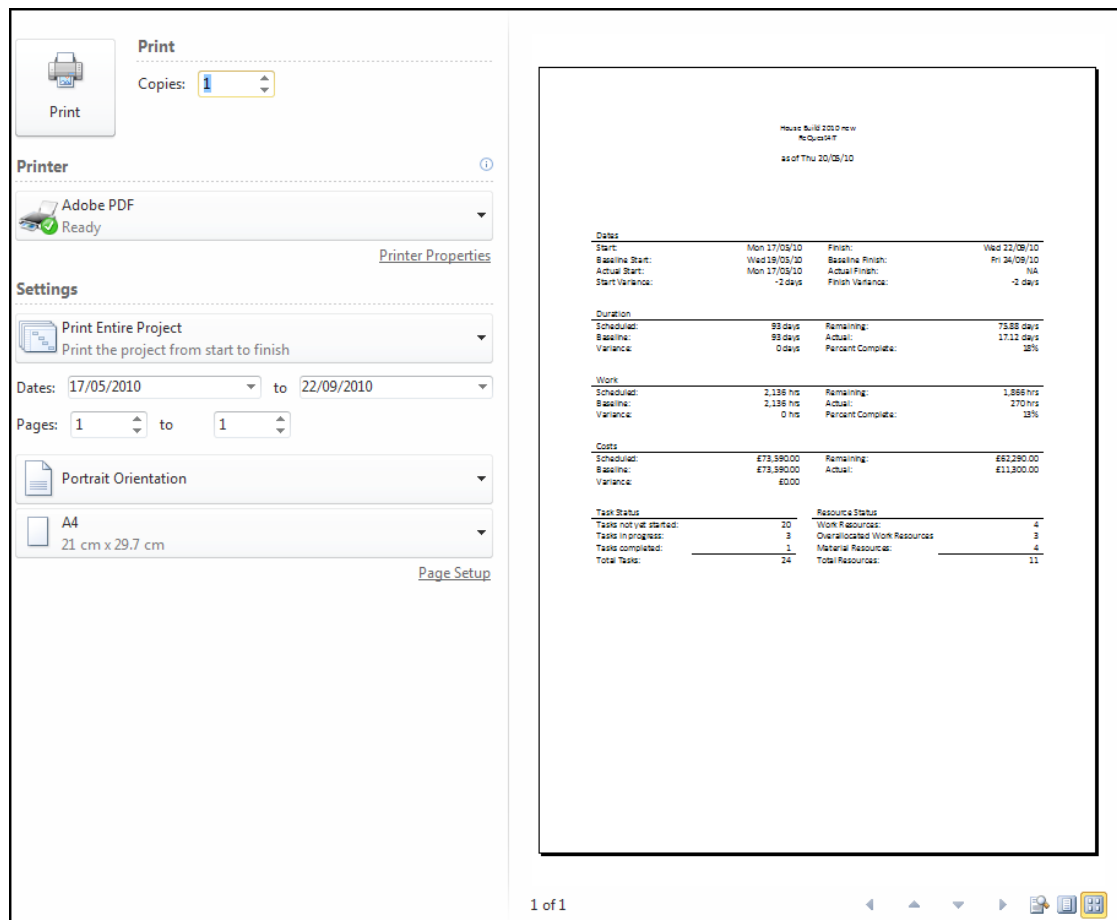 Print
Copies: 1
Print
Printer
Adobe PDF
Ready
Printer Properties
Settings
Print Entire Project
Print the project from start to finish
Dates: 17/05/2010 to 22/09/2010
Pages: 1 to 1
Portrait Orientation
A4
21 cm x 29.7 cm
Page Setup
House Build 2010 new
as of Thu 20/05/10
Dates
Start: Mon 17/05/10 Finish: Wed 22/09/10
Baseline Start: Wed 19/05/10 Baseline Finish: Fri 24/09/10
Actual Start: Mon 17/05/10 Actual Finish: NA
Start Variance: -2 days Finish Variance: -2 days
Duration
Scheduled: 93 days Remaining: 75.88 days
Baseline: 93 days Actual: 17.12 days
Variance: 0 days Percent Complete: 18%
Work
Scheduled: 2,136 hrs Remaining: 1,866 hrs
Baseline: 2,136 hrs Actual: 270 hrs
Variance: 0 hrs Percent Complete: 13%
Costs
Scheduled: £73,590.00 Remaining: £62,290.00
Baseline: £73,590.00 Actual: £11,300.00
Variance: £0.00
Task Status Resource Status
Tasks not yet started: 20 Work Resources: 4
Tasks in progress: 3 Overallocated Work Resources 3
Tasks completed: 1 Material Resources: 4
Total Tasks: 24 Total Resources: 11
1 of 1